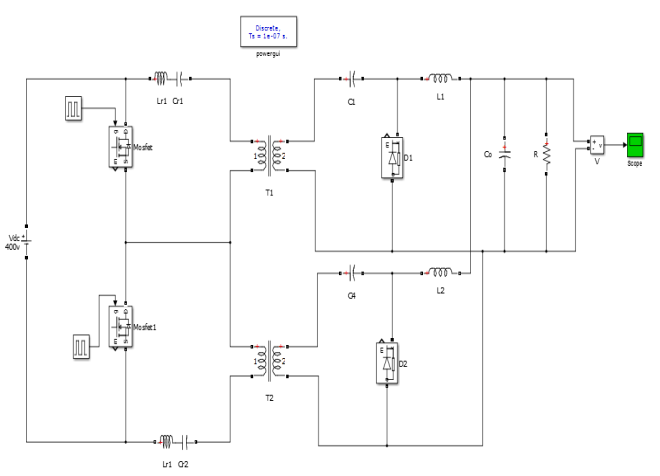 Discrete,
Ts = 1e-07 s.
powergui
Lr1 Cr1
C1
L1
Mosfet
D1
Co
R
V
Scope
1 2
T1
Vdc
400v
C4
L2
Mosfet1
D2
1 2
T2
Lr1 Cr2